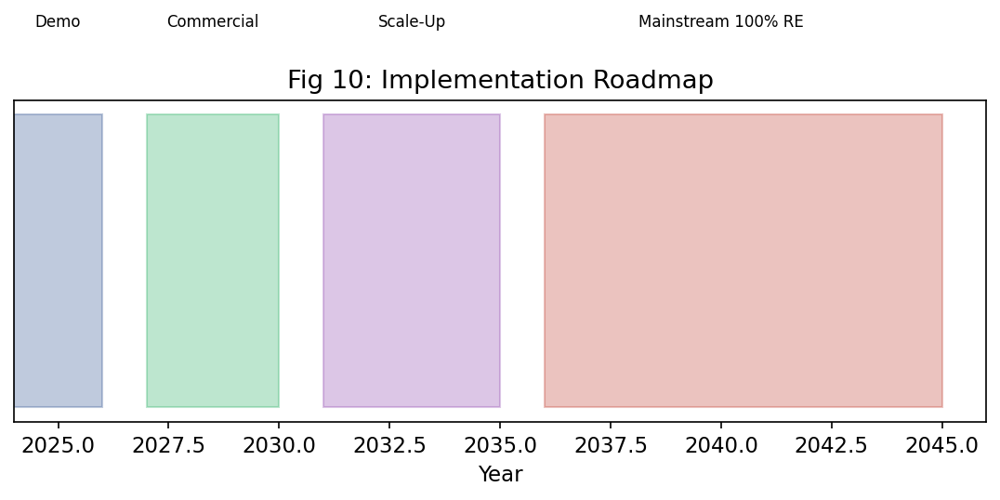 Demo Commercial Scale-Up Mainstream 100% RE
Fig 10: Implementation Roadmap
2025.0 2027.5 2030.0 2032.5 2035.0 2037.5 2040.0 2042.5 2045.0
Year